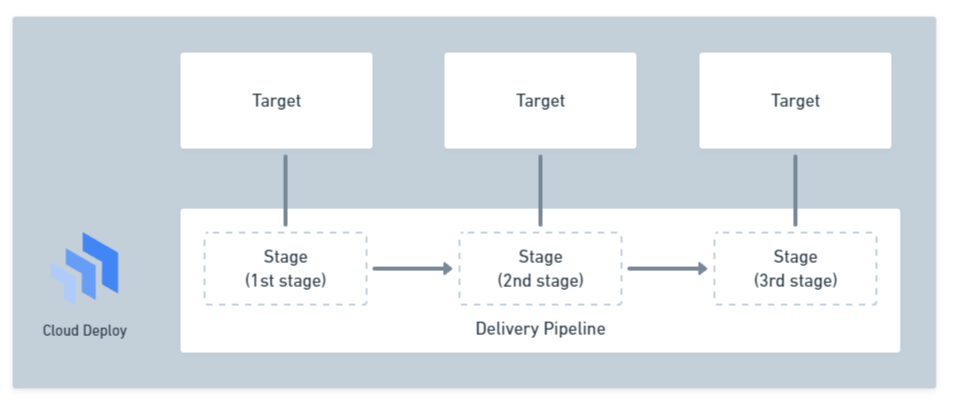 Target
Target
Target
Stage
(1st stage)
Stage
(2nd stage)
Stage
(3rd stage)
Delivery Pipeline
Cloud Deploy